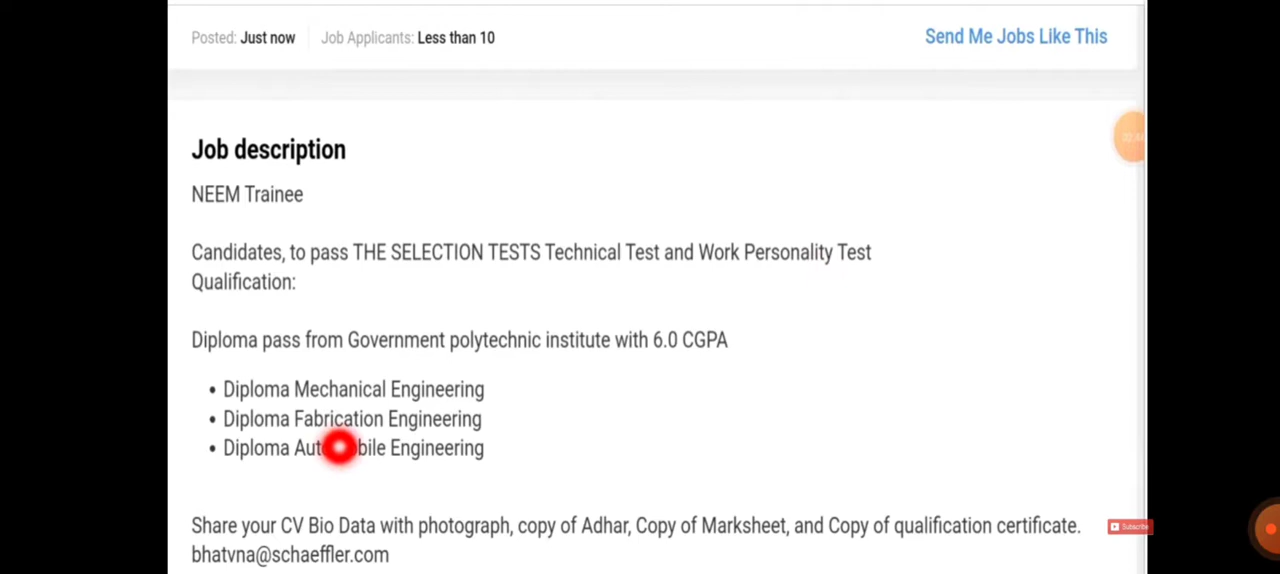 Posted: Just now Job Applicants: Less than 10 Send Me Jobs Like This
Job description
NEEM Trainee
Candidates, to pass THE SELECTION TESTS Technical Test and Work Personality Test
Qualification:
Diploma pass from Government polytechnic institute with 6.0 CGPA
• Diploma Mechanical Engineering
• Diploma Fabrication Engineering
• Diploma Automobile Engineering
Share your CV Bio Data with photograph, copy of Adhar, Copy of Marksheet, and Copy of qualification certificate.
Subscribe
bhatvna@schaeffler.com